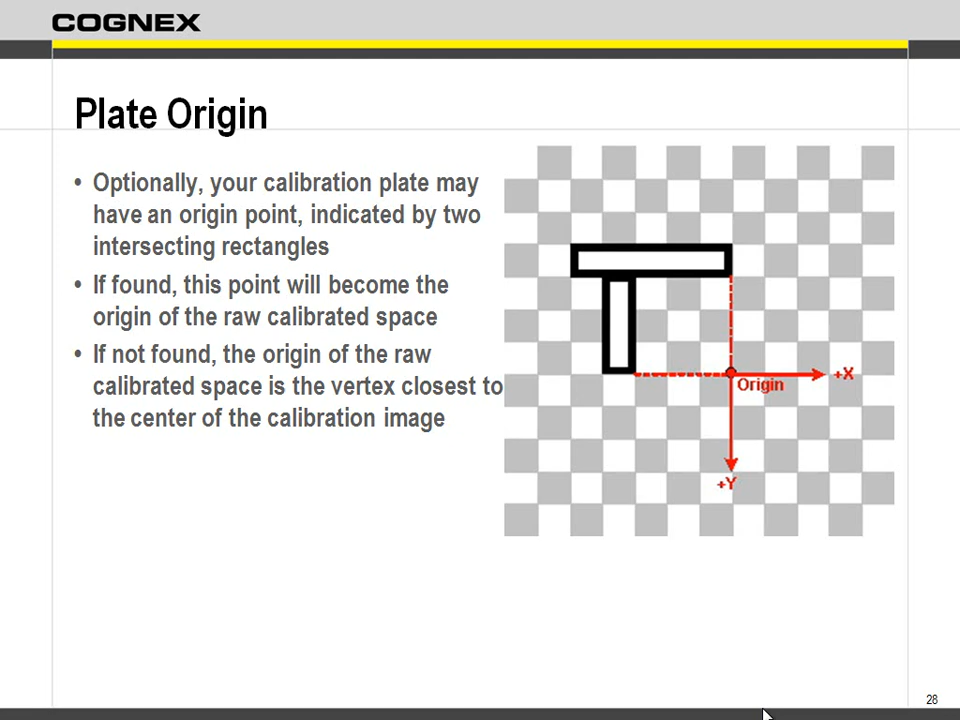 COGNEX
Plate Origin
• Optionally, your calibration plate may
have an origin point, indicated by two
intersecting rectangles
• If found, this point will become the
origin of the raw calibrated space
• If not found, the origin of the raw
calibrated space is the vertex closest to
the center of the calibration image
+X
Origin
+Y
28